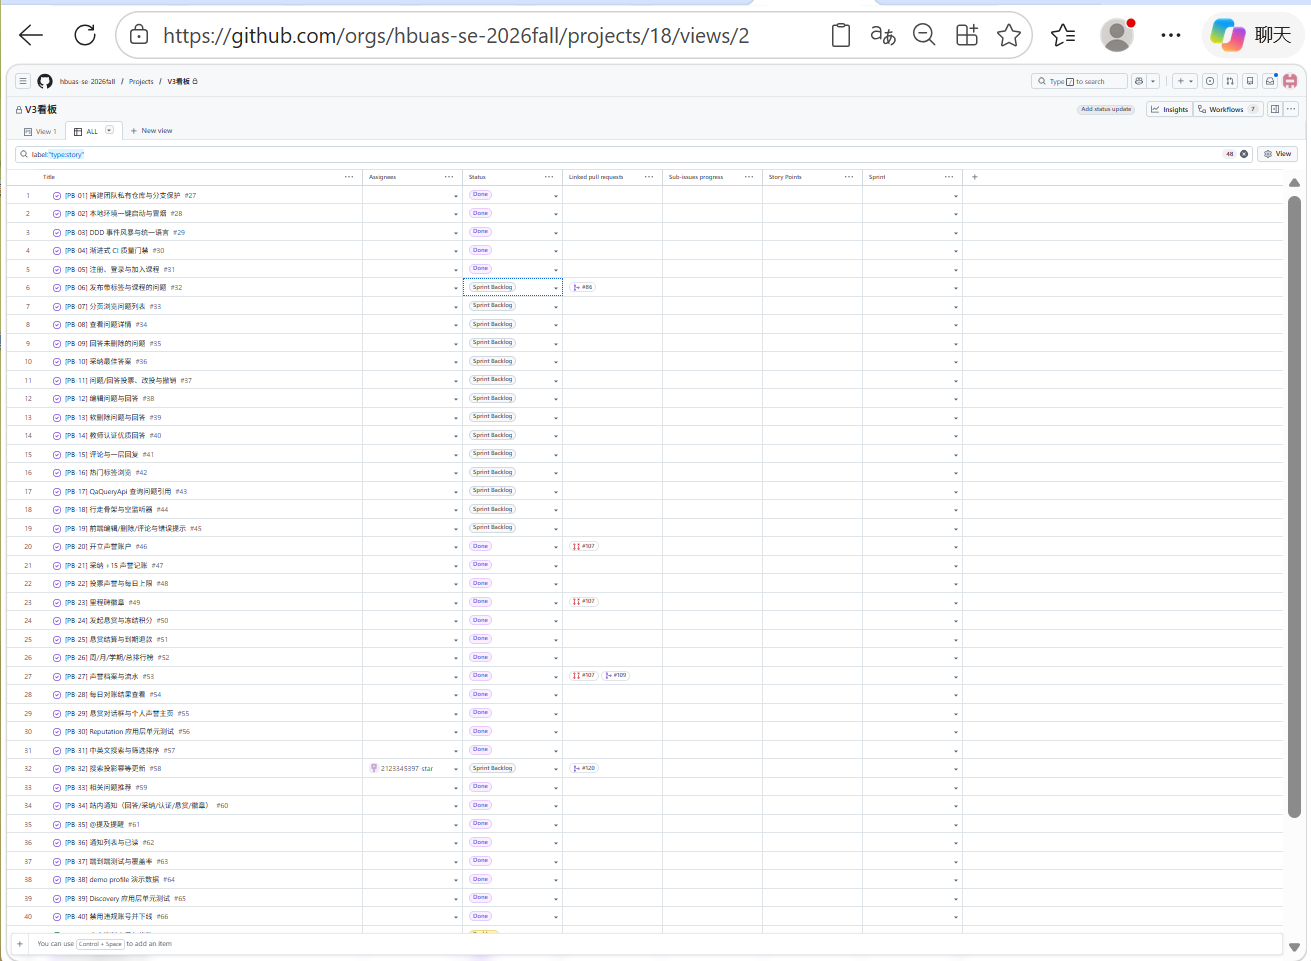 https://github.com/orgs/hbuas-se-2026fall/projects/18/views/2
聊天
hbuas-se-2026fall / Projects / V3看板
Type / to search
V3看板
Add status update
Insights
Workflows 7
View 1
ALL
+ New view
label:"type:story"
48
View
Title Assignees Status Linked pull requests Sub-issues progress Story Points Sprint
1 [PB-01] 搭建团队私有仓库与分支保护 #27 Done
2 [PB-02] 本地环境一键启动与冒烟 #28 Done
3 [PB-03] DDD 事件风暴与统一语言 #29 Done
4 [PB-04] 渐进式 CI 质量门禁 #30 Done
5 [PB-05] 注册、登录与加入课程 #31 Done
6 [PB-06] 发布带标签与课程的问题 #32 Sprint Backlog #86
7 [PB-07] 分页浏览问题列表 #33 Sprint Backlog
8 [PB-08] 查看问题详情 #34 Sprint Backlog
9 [PB-09] 回答未删除的问题 #35 Sprint Backlog
10 [PB-10] 采纳最佳答案 #36 Sprint Backlog
11 [PB-11] 问题/回答投票、改投与撤销 #37 Sprint Backlog
12 [PB-12] 编辑问题与回答 #38 Sprint Backlog
13 [PB-13] 软删除问题与回答 #39 Sprint Backlog
14 [PB-14] 教师认证优质回答 #40 Sprint Backlog
15 [PB-15] 评论与一层回复 #41 Sprint Backlog
16 [PB-16] 热门标签浏览 #42 Sprint Backlog
17 [PB-17] QaQueryApi 查询问题引用 #43 Sprint Backlog
18 [PB-18] 行走骨架与空监听器 #44 Sprint Backlog
19 [PB-19] 前端编辑/删除/评论与错误提示 #45 Sprint Backlog
20 [PB-20] 开立声誉账户 #46 Done #107
21 [PB-21] 采纳 +15 声誉记账 #47 Done
22 [PB-22] 投票声誉与每日上限 #48 Done
23 [PB-23] 里程碑徽章 #49 Done #107
24 [PB-24] 发起悬赏与冻结积分 #50 Done
25 [PB-25] 悬赏结算与到期退款 #51 Done
26 [PB-26] 周/月/学期/总排行榜 #52 Done
27 [PB-27] 声誉档案与流水 #53 Done #107 #109
28 [PB-28] 每日对账结果查看 #54 Done
29 [PB-29] 悬赏对话框与个人声誉主页 #55 Done
30 [PB-30] Reputation 应用层单元测试 #56 Done
31 [PB-31] 中英文搜索与筛选排序 #57 Done
32 [PB-32] 搜索投影幂等更新 #58 2123345397-star Sprint Backlog #120
33 [PB-33] 相关问题推荐 #59 Done
34 [PB-34] 站内通知（回答/采纳/认证/悬赏/徽章） #60 Done
35 [PB-35] @提及提醒 #61 Done
36 [PB-36] 通知列表与已读 #62 Done
37 [PB-37] 端到端测试与覆盖率 #63 Done
38 [PB-38] demo profile 演示数据 #64 Done
39 [PB-39] Discovery 应用层单元测试 #65 Done
40 [PB-40] 禁用违规账号并下线 #66 Done
+ You can use Control + Space to add an item